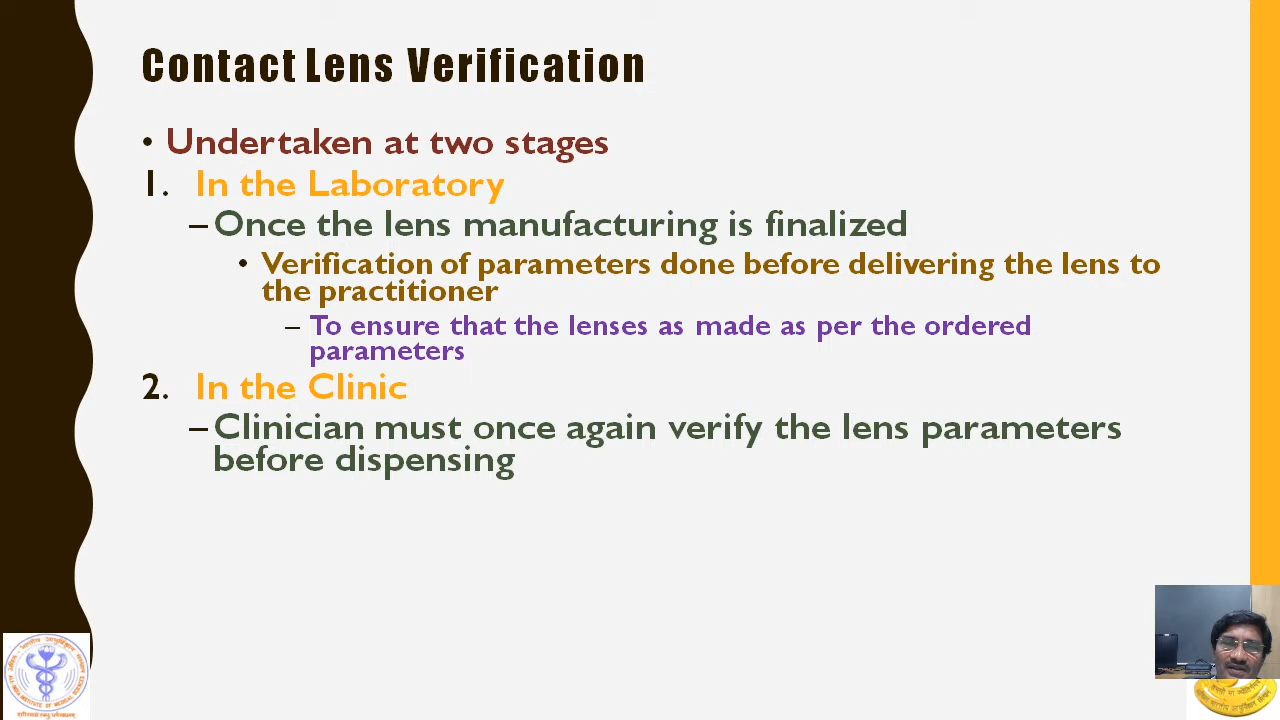 Contact Lens Verification
• Undertaken at two stages
1. In the Laboratory
– Once the lens manufacturing is finalized
• Verification of parameters done before delivering the lens to
the practitioner
– To ensure that the lenses as made as per the ordered
parameters
2. In the Clinic
– Clinician must once again verify the lens parameters
before dispensing